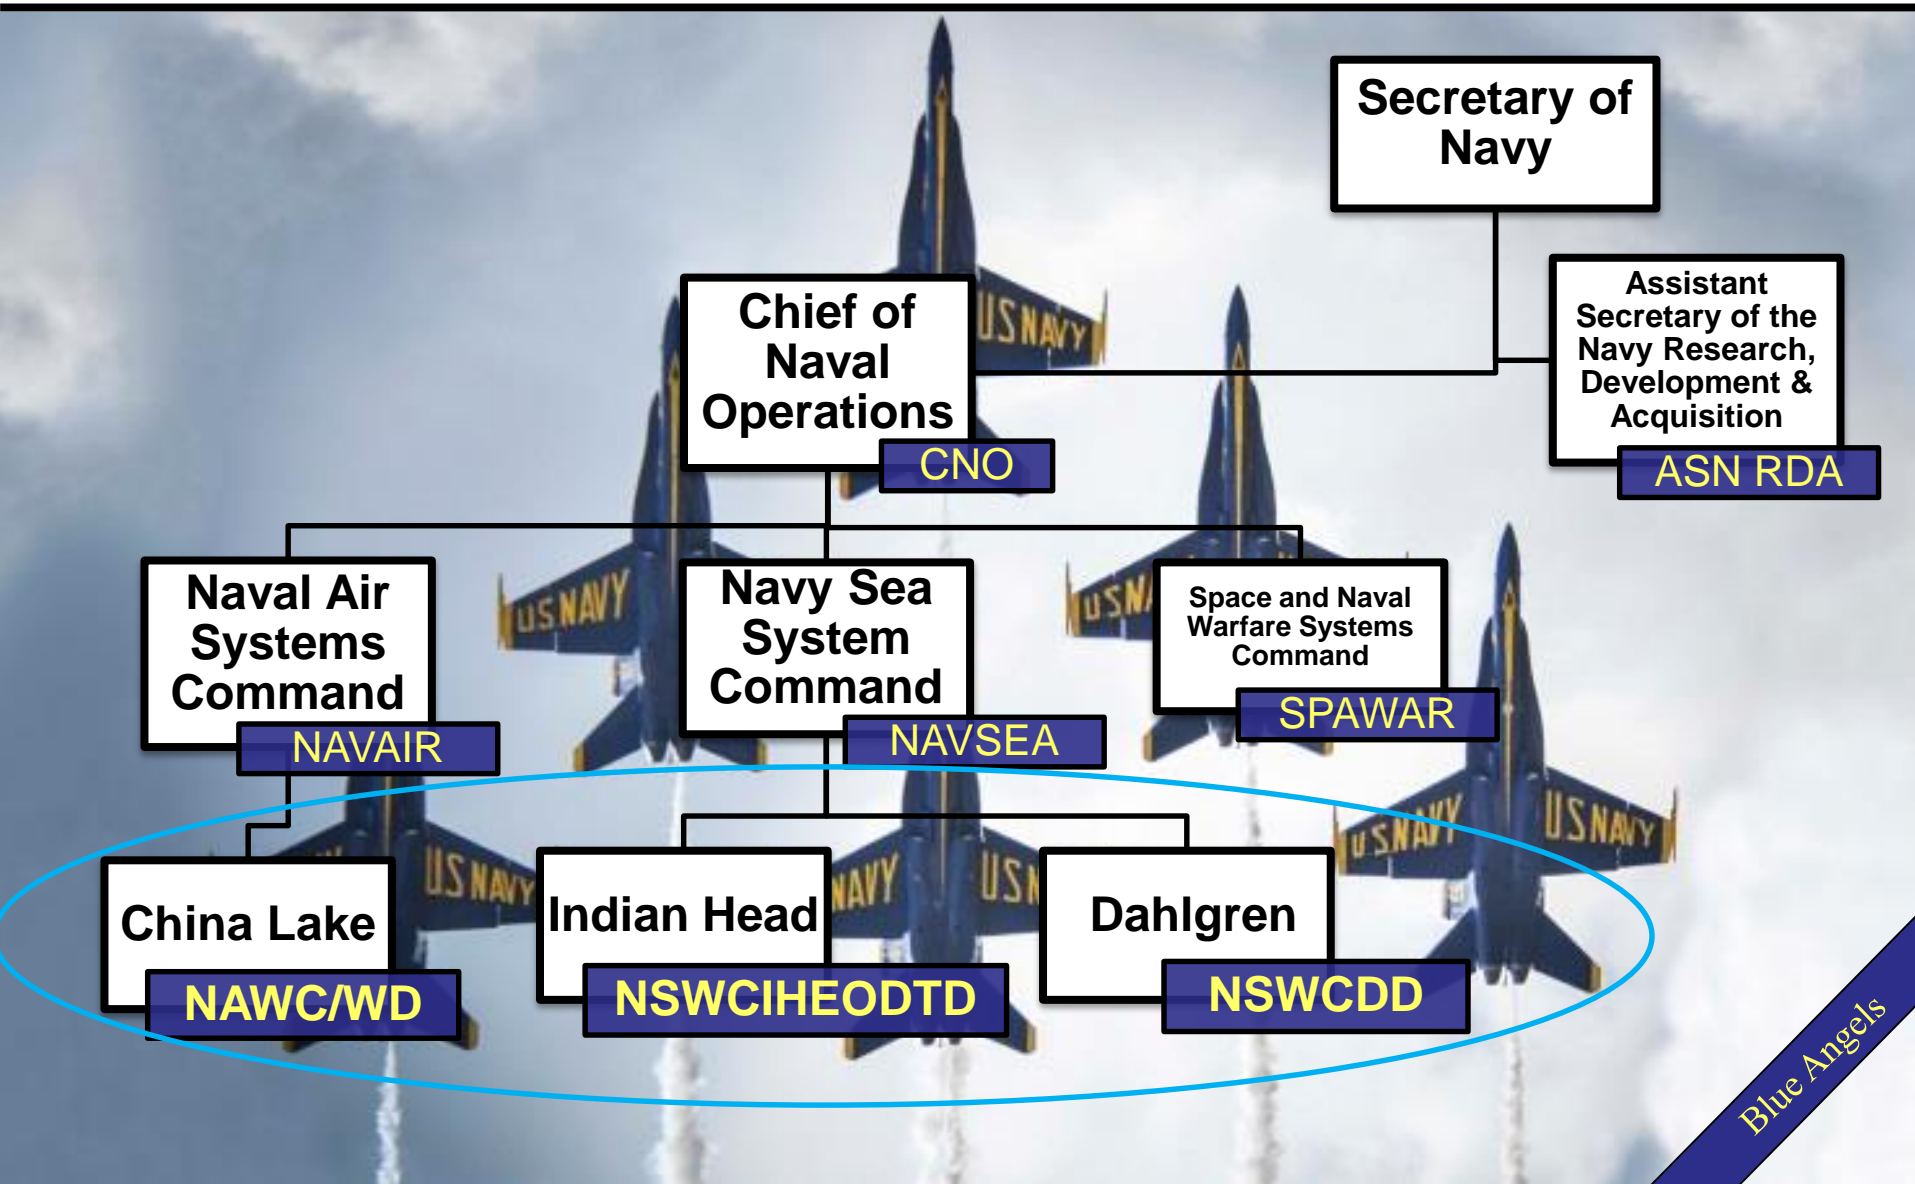 Secretary of
Navy
Chief of
Naval
Operations
CNO
Assistant
Secretary of the
Navy Research,
Development &
Acquisition
ASN RDA
US NAVY
Naval Air
Systems
Command
NAVAIR
US NAVY
Navy Sea
System
Command
NAVSEA
Space and Naval
Warfare Systems
Command
SPAWAR
US NAVY
US NAVY
China Lake
NAWC/WD
US NAVY
Indian Head
NSWCIHEODTD
NAVY
Dahlgren
NSWCDD
Blue Angels